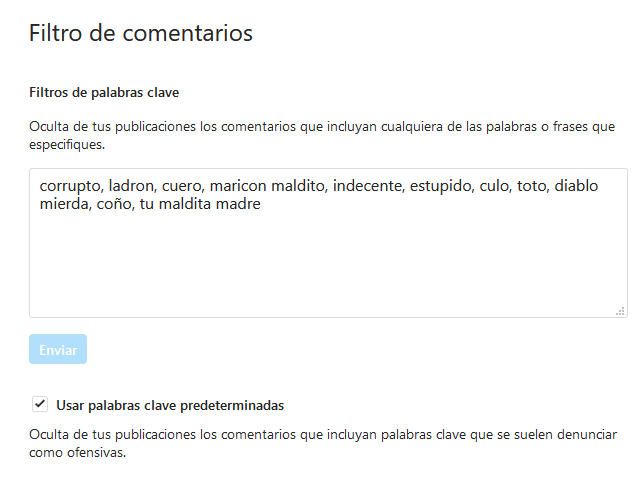 Filtro de comentarios
Filtros de palabras clave
Oculta de tus publicaciones los comentarios que incluyan cualquiera de las palabras o frases que
especifiques.
corrupto, ladron, cuero, maricon maldito, indecente, estupido, culo, toto, diablo
mierda, coño, tu maldita madre
Enviar
Usar palabras clave predeterminadas
Oculta de tus publicaciones los comentarios que incluyan palabras clave que se suelen denunciar
como ofensivas.